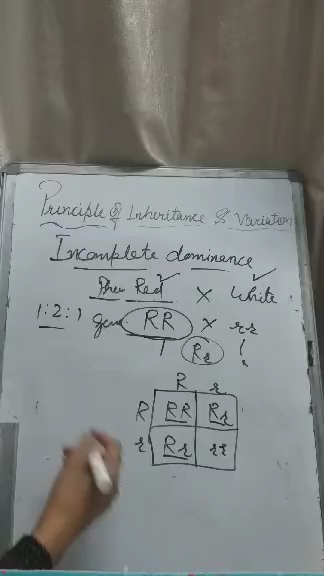 Principle of Inheritance & Variation
Incomplete dominance
Phen Red × White
1:2:1 gen RR × rr
Rr
R r
R RR Rr
r Rr rr